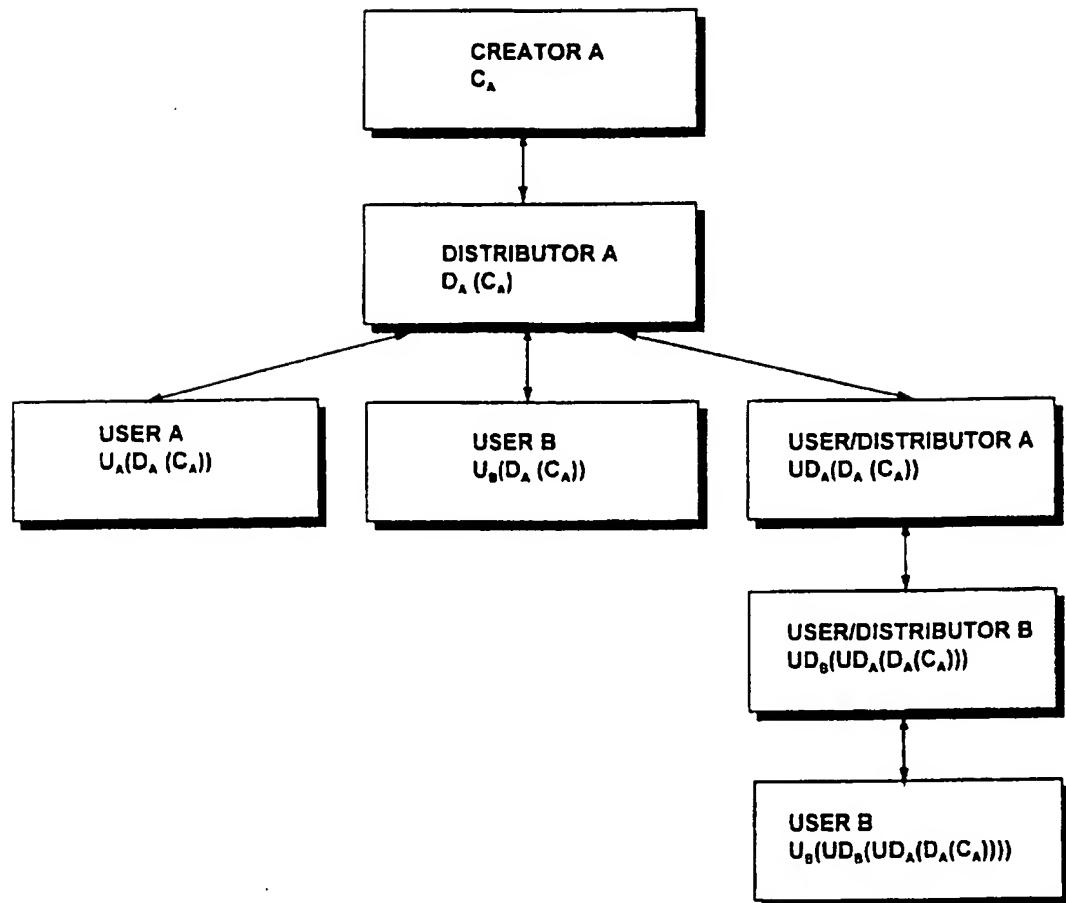 CREATOR A
C_A
DISTRIBUTOR A
D_A (C_A)
USER A
U_A(D_A (C_A))
USER B
U_B(D_A (C_A))
USER/DISTRIBUTOR A
UD_A(D_A (C_A))
USER/DISTRIBUTOR B
UD_B(UD_A(D_A(C_A)))
USER B
U_B(UD_B(UD_A(D_A(C_A))))